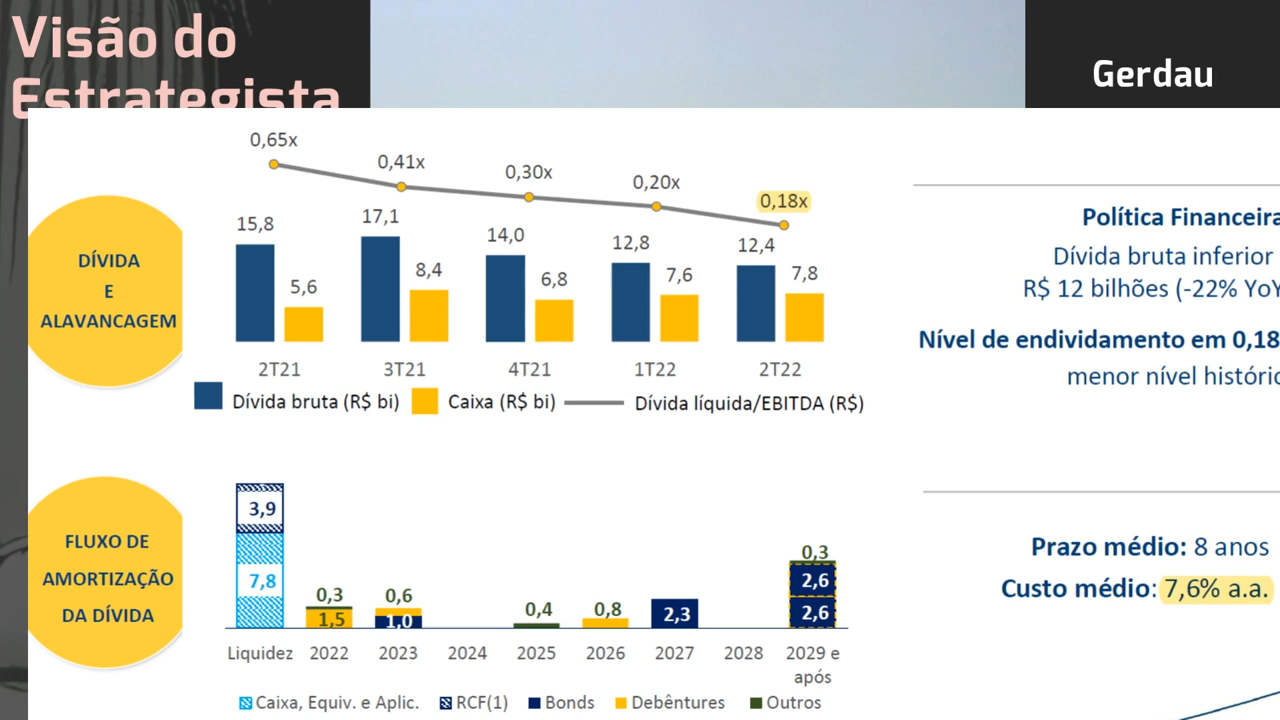 Visão do
Estrategista
Gerdau
DÍVIDA
E
ALAVANCAGEM
0,65x
0,41x
0,30x
0,20x
0,18x
15,8
5,6
17,1
8,4
14,0
6,8
12,8
7,6
12,4
7,8
2T21
3T21
4T21
1T22
2T22
Dívida bruta (R$ bi)
Caixa (R$ bi)
Dívida líquida/EBITDA (R$)
Política Financeira
Dívida bruta inferior
R$ 12 bilhões (-22% YoY
Nível de endividamento em 0,18
menor nível históric
FLUXO DE
AMORTIZAÇÃO
DA DÍVIDA
3,9
7,8
0,3
1,5
0,6
1,0
0,4
0,8
2,3
0,3
2,6
2,6
Liquidez
2022
2023
2024
2025
2026
2027
2028
2029 e
após
Caixa, Equiv. e Aplic.
RCF(1)
Bonds
Debêntures
Outros
Prazo médio: 8 anos
Custo médio: 7,6% a.a.